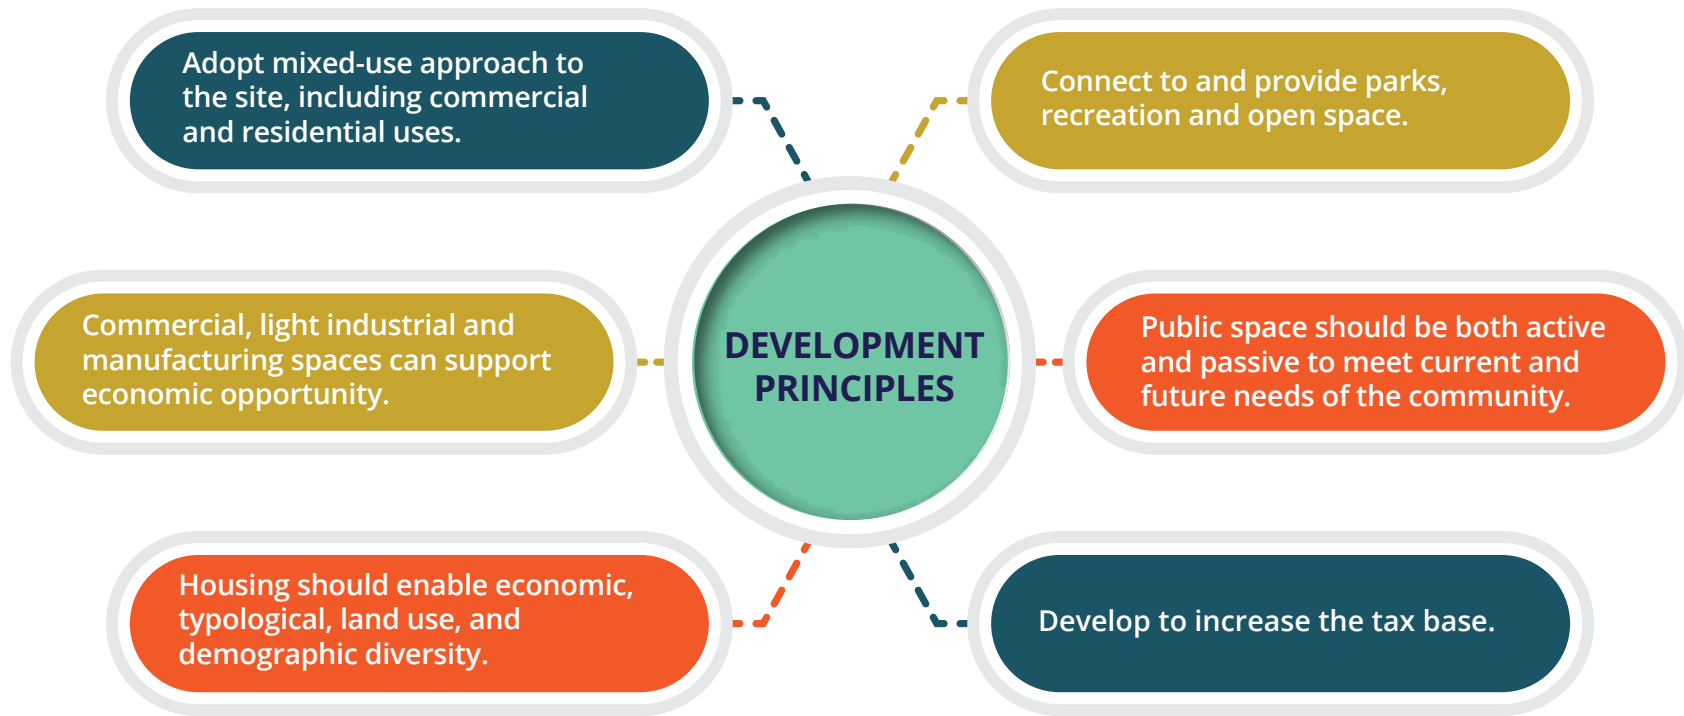 Adopt mixed-use approach to
the site, including commercial
and residential uses.
Connect to and provide parks,
recreation and open space.
Commercial, light industrial and
manufacturing spaces can support
economic opportunity.
DEVELOPMENT
PRINCIPLES
Public space should be both active
and passive to meet current and
future needs of the community.
Housing should enable economic,
typological, land use, and
demographic diversity.
Develop to increase the tax base.